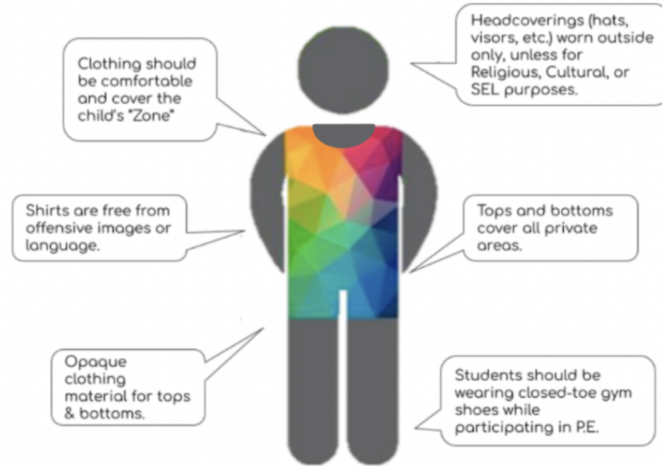 Clothing should
be comfortable
and cover the
child's "Zone"
Headcoverings (hats,
visors, etc.) worn outside
only, unless for
Religious, Cultural, or
SEL purposes.
Shirts are free from
offensive images or
language.
Tops and bottoms
cover all private
areas.
Opaque
clothing
material for tops
& bottoms.
Students should be
wearing closed-toe gym
shoes while
participating in P.E.